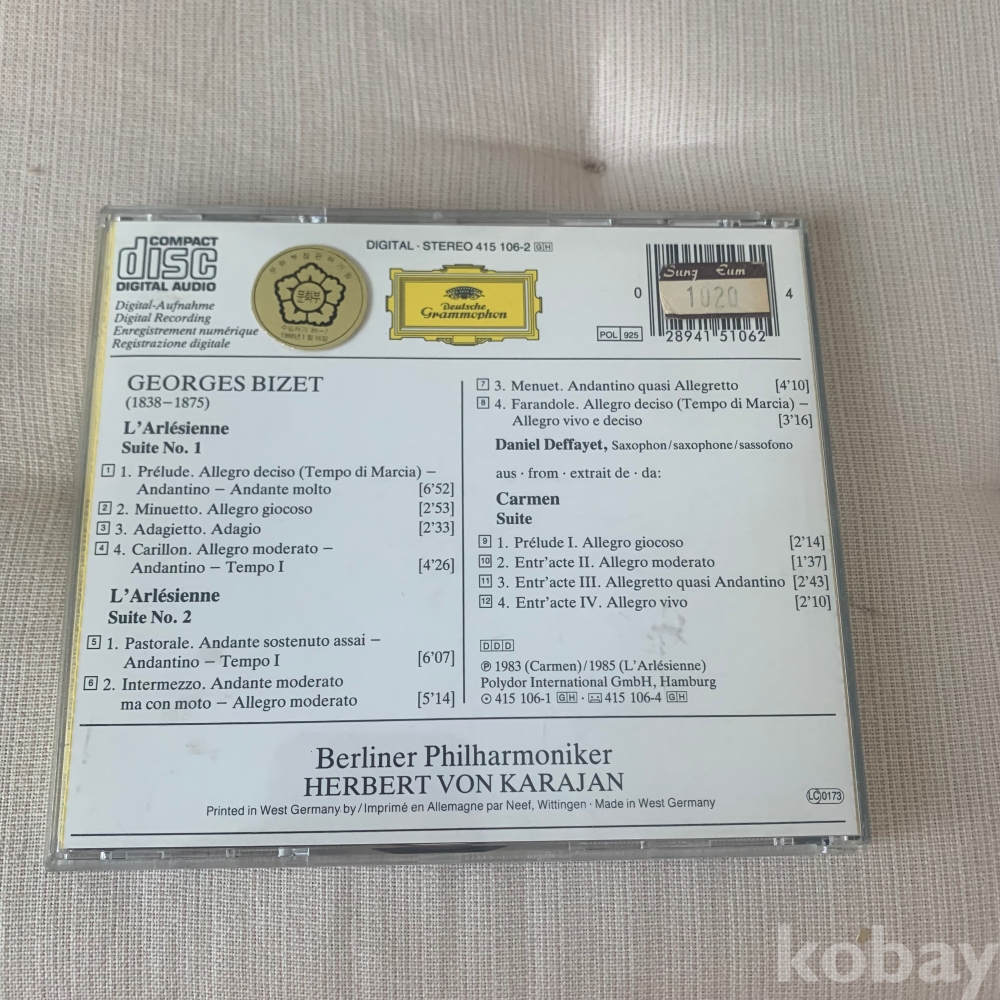 COMPACT
disc
DIGITAL AUDIO
Digital-Aufnahme
Digital Recording
Enregistrement numérique
Registrazione digitale
문화부
DIGITAL · STEREO 415 106-2 GH
Deutsche
Grammophon
Sung Eum
1020
0
4
28941 51062
POL 925
GEORGES BIZET
(1838–1875)
L'Arlésienne
Suite No. 1
1 1. Prélude. Allegro deciso (Tempo di Marcia) –
Andantino – Andante molto [6'52]
2 2. Minuetto. Allegro giocoso [2'53]
3 3. Adagietto. Adagio [2'33]
4 4. Carillon. Allegro moderato –
Andantino – Tempo I [4'26]
L'Arlésienne
Suite No. 2
5 1. Pastorale. Andante sostenuto assai –
Andantino – Tempo I [6'07]
6 2. Intermezzo. Andante moderato
ma con moto – Allegro moderato [5'14]
7 3. Menuet. Andantino quasi Allegretto [4'10]
8 4. Farandole. Allegro deciso (Tempo di Marcia) –
Allegro vivo e deciso [3'16]
Daniel Deffayet, Saxophon/saxophone/sassofono
aus · from · extrait de · da:
Carmen
Suite
9 1. Prélude I. Allegro giocoso [2'14]
10 2. Entr'acte II. Allegro moderato [1'37]
11 3. Entr'acte III. Allegretto quasi Andantino [2'43]
12 4. Entr'acte IV. Allegro vivo [2'10]
DDD
℗ 1983 (Carmen)/1985 (L'Arlésienne)
Polydor International GmbH, Hamburg
415 106-1 GH · 415 106-4 GH
Berliner Philharmoniker
HERBERT VON KARAJAN
Printed in West Germany by/Imprimé en Allemagne par Neef, Wittingen · Made in West Germany
LC 0173
kobay